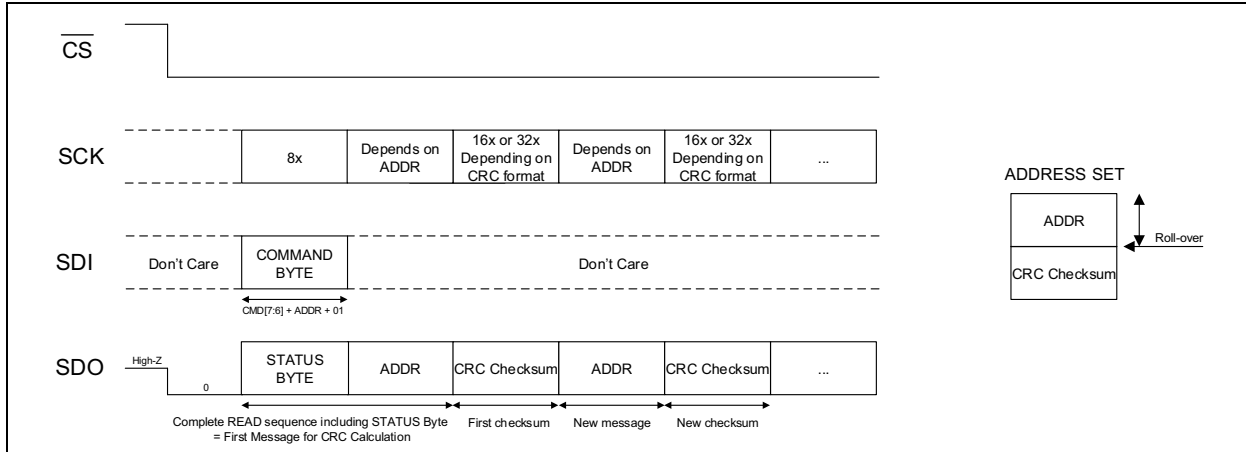 CS
SCK
8x
Depends on
ADDR
16x or 32x
Depending on
CRC format
Depends on
ADDR
16x or 32x
Depending on
CRC format
...
SDI
Don't Care
COMMAND
BYTE
Don't Care
CMD[7:6] + ADDR + 01
SDO
High-Z
0
STATUS
BYTE
ADDR
CRC Checksum
ADDR
CRC Checksum
...
Complete READ sequence including STATUS Byte
= First Message for CRC Calculation
First checksum
New message
New checksum
ADDRESS SET
ADDR
Roll-over
CRC Checksum